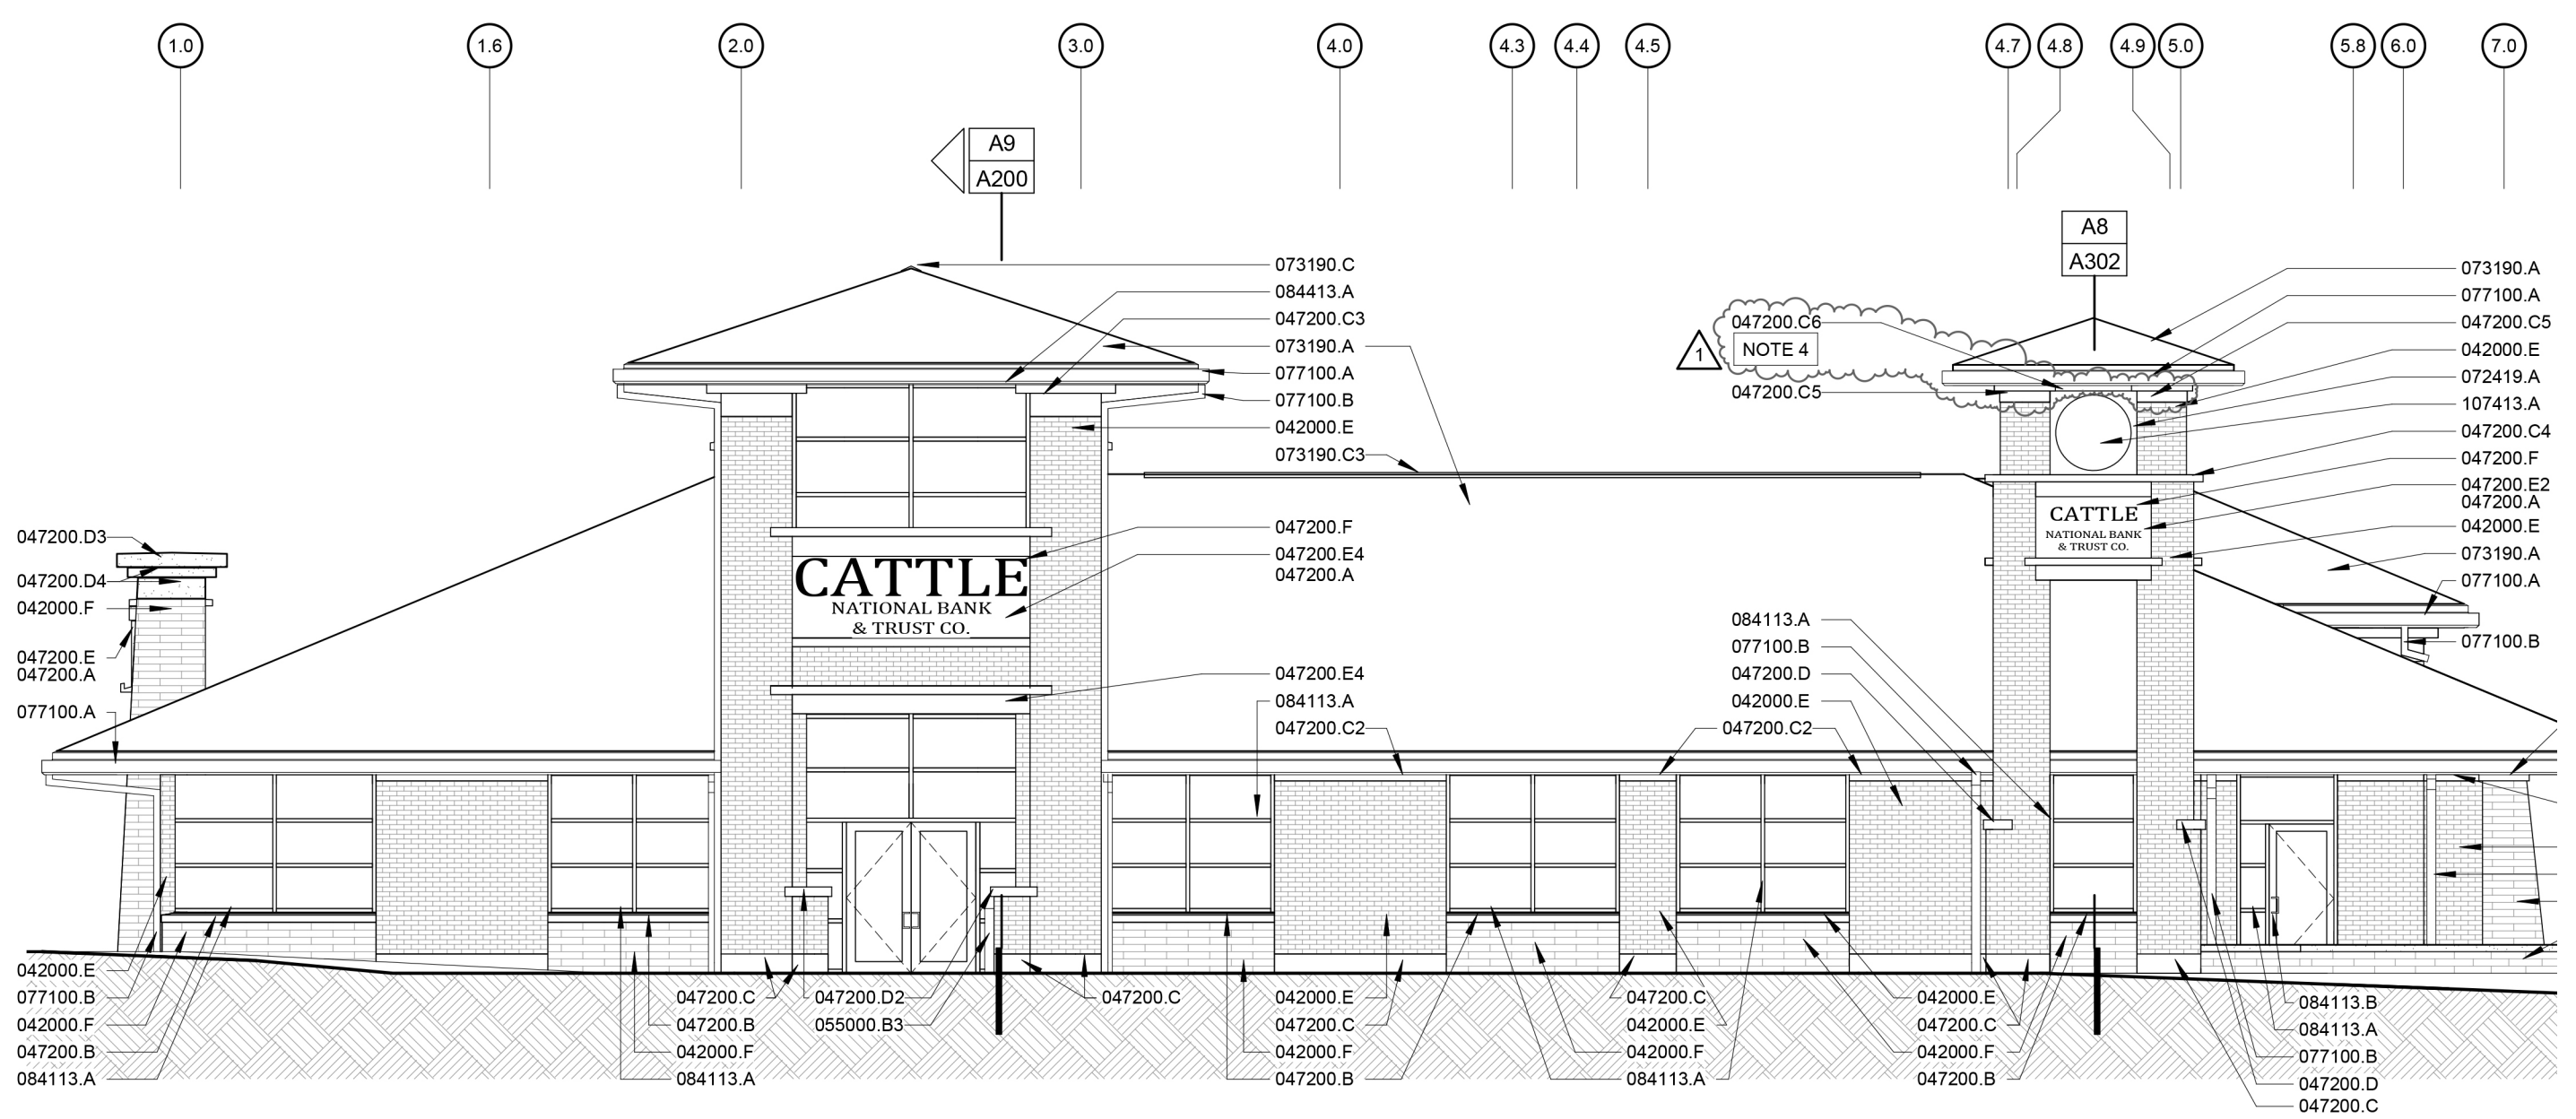 1.0
1.6
2.0
3.0
4.0
4.3
4.4
4.5
4.7
4.8
4.9
5.0
5.8
6.0
7.0
A9
A200
A8
A302
073190.C
084413.A
047200.C3
073190.A
077100.A
077100.B
042000.E
073190.C3
047200.F
047200.E4
047200.A
047200.E4
084113.A
047200.C2
047200.C6
1
NOTE 4
047200.C5
073190.A
077100.A
047200.C5
042000.E
072419.A
107413.A
047200.C4
047200.F
047200.E2
047200.A
042000.E
073190.A
077100.A
077100.B
CATTLE
NATIONAL BANK
& TRUST CO.
CATTLE
NATIONAL BANK
& TRUST CO.
047200.D3
047200.D4
042000.F
047200.E
047200.A
077100.A
084113.A
077100.B
047200.D
042000.E
047200.C2
042000.E
077100.B
042000.F
047200.B
084113.A
047200.C
047200.B
042000.F
084113.A
047200.D2
055000.B3
047200.C
042000.E
047200.C
042000.F
047200.B
047200.C
042000.E
042000.F
084113.A
042000.E
047200.C
042000.F
047200.B
084113.B
084113.A
077100.B
047200.D
047200.C